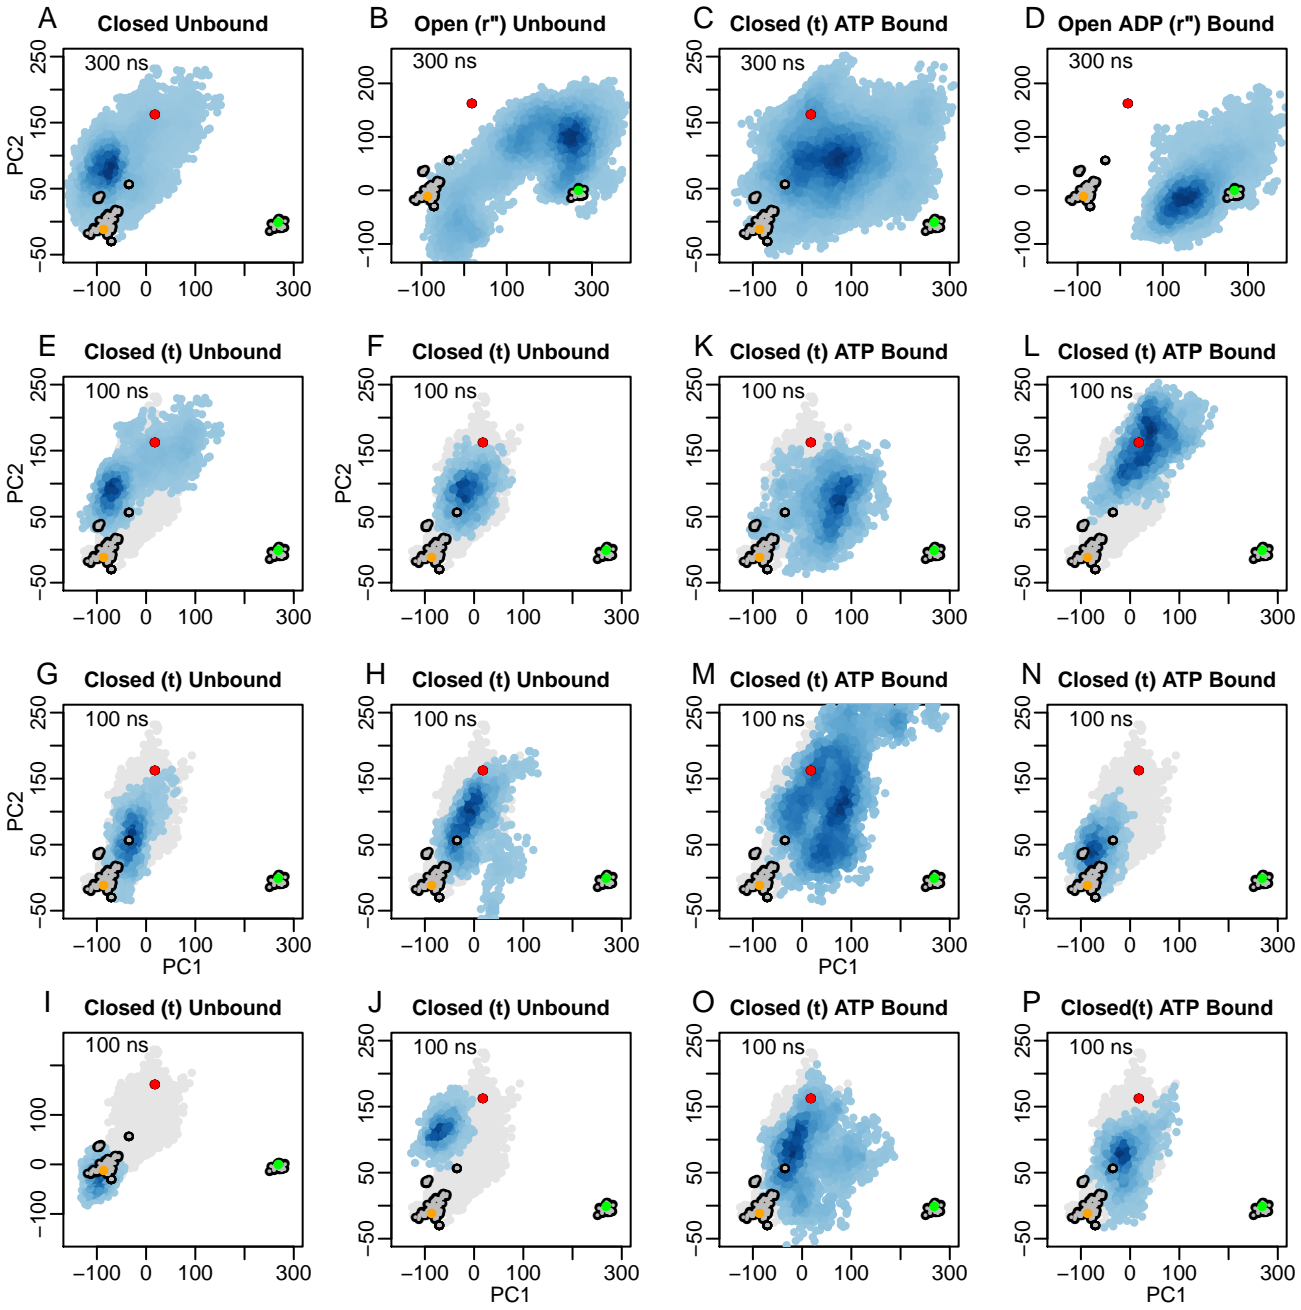 A Closed Unbound
300 ns
PC2
−50 50 150 250
−100 0 100 300
B Open (r") Unbound
300 ns
−100 0 100 200
−100 0 100 300
C Closed (t) ATP Bound
300 ns
−50 50 150 250
−100 0 100 300
D Open ADP (r") Bound
300 ns
−100 0 100 200
−100 100 300
E Closed (t) Unbound
100 ns
PC2
−50 50 150 250
−100 0 100 300
F Closed (t) Unbound
100 ns
PC2
−50 50 150 250
−100 0 100 300
K Closed (t) ATP Bound
100 ns
−50 50 150 250
−100 0 100 300
L Closed (t) ATP Bound
100 ns
−50 50 150 250
−100 0 100 300
G Closed (t) Unbound
100 ns
PC2
−50 50 150 250
−100 0 100 300
PC1
H Closed (t) Unbound
100 ns
−50 50 150 250
−100 0 100 300
M Closed (t) ATP Bound
100 ns
−50 50 150 250
−100 0 100 300
PC1
N Closed (t) ATP Bound
100 ns
−50 50 150 250
−100 0 100 300
I Closed (t) Unbound
100 ns
−100 0 100
−100 0 100 300
J Closed (t) Unbound
100 ns
−50 50 150 250
−100 0 100 300
PC1
O Closed (t) ATP Bound
100 ns
−50 50 150 250
−100 0 100 300
P Closed(t) ATP Bound
100 ns
−50 50 150 250
−100 0 100 300
PC1